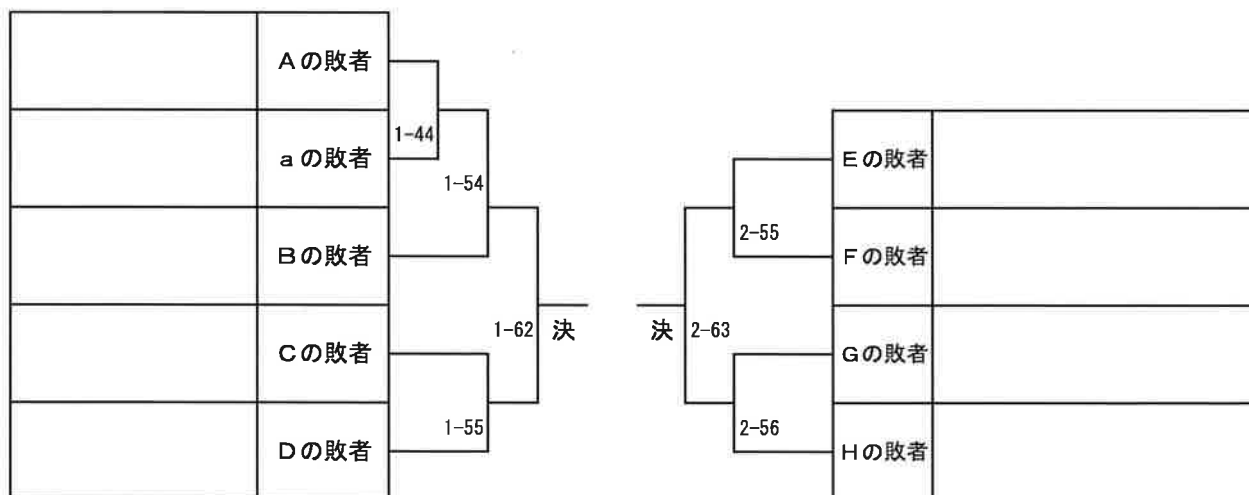 Aの敗者
1-44
aの敗者
1-54
Bの敗者
1-62
決
Cの敗者
1-55
Dの敗者
Eの敗者
2-55
Fの敗者
決
2-63
Gの敗者
2-56
Hの敗者